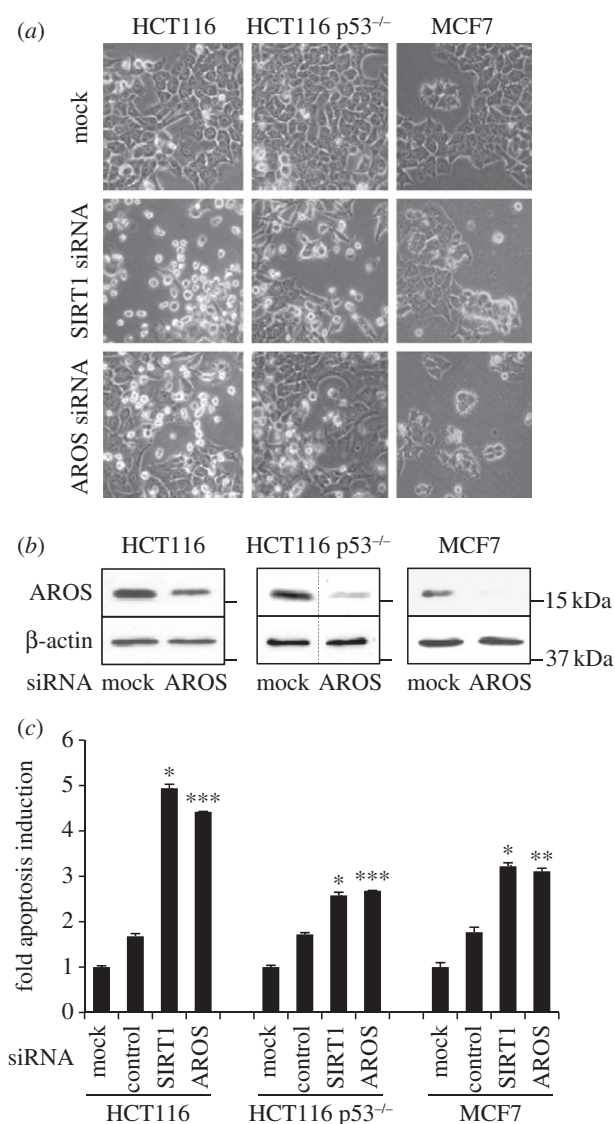 (a)
HCT116 HCT116 p53–/– MCF7
mock
SIRT1 siRNA
AROS siRNA
(b)
HCT116 HCT116 p53–/– MCF7
AROS
15 kDa
β-actin
37 kDa
siRNA mock AROS mock AROS mock AROS
(c)
6
5
4
3
2
1
0
fold apoptosis induction
* *** * *** * **
siRNA
mock control SIRT1 AROS mock control SIRT1 AROS mock control SIRT1 AROS
HCT116 HCT116 p53–/– MCF7